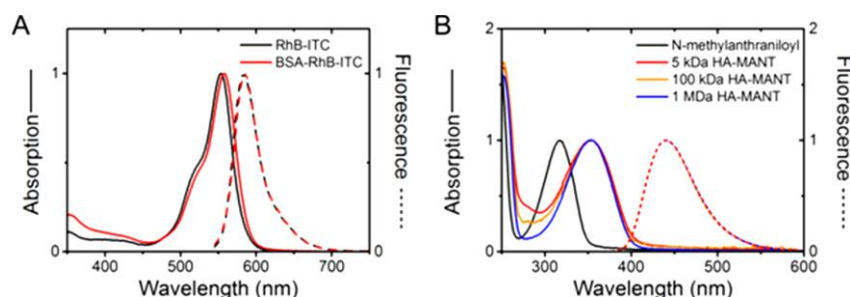 A
RhB-ITC
BSA-RhB-ITC
Absorption
Fluorescence
1
0
1
0
400
500
600
700
Wavelength (nm)
B
N-methylanthraniloyl
5 kDa HA-MANT
100 kDa HA-MANT
1 MDa HA-MANT
Absorption
Fluorescence
2
1
0
2
1
0
300
400
500
600
Wavelength (nm)